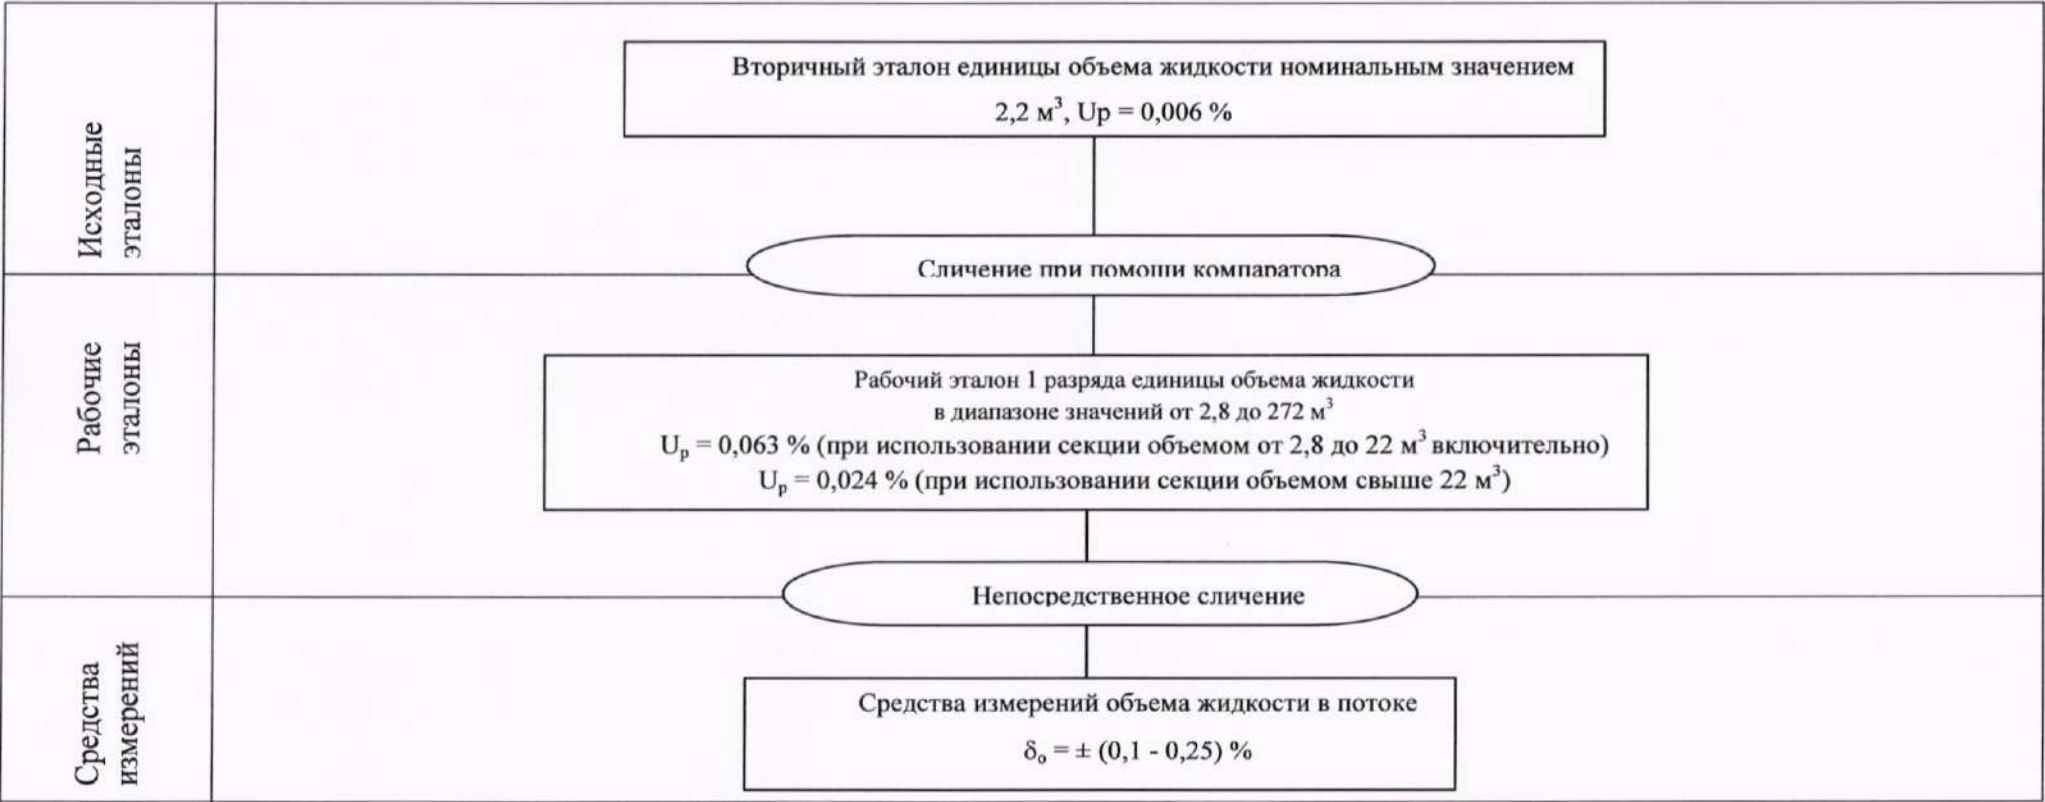 Исходные
эталоны
Вторичный эталон единицы объема жидкости номинальным значением
2,2 м³, Up = 0,006 %
Сличение при помощи компаратора
Рабочие
эталоны
Рабочий эталон 1 разряда единицы объема жидкости
в диапазоне значений от 2,8 до 272 м³
Uр = 0,063 % (при использовании секции объемом от 2,8 до 22 м³ включительно)
Uр = 0,024 % (при использовании секции объемом свыше 22 м³)
Непосредственное сличение
Средства
измерений
Средства измерений объема жидкости в потоке
δₒ = ± (0,1 - 0,25) %